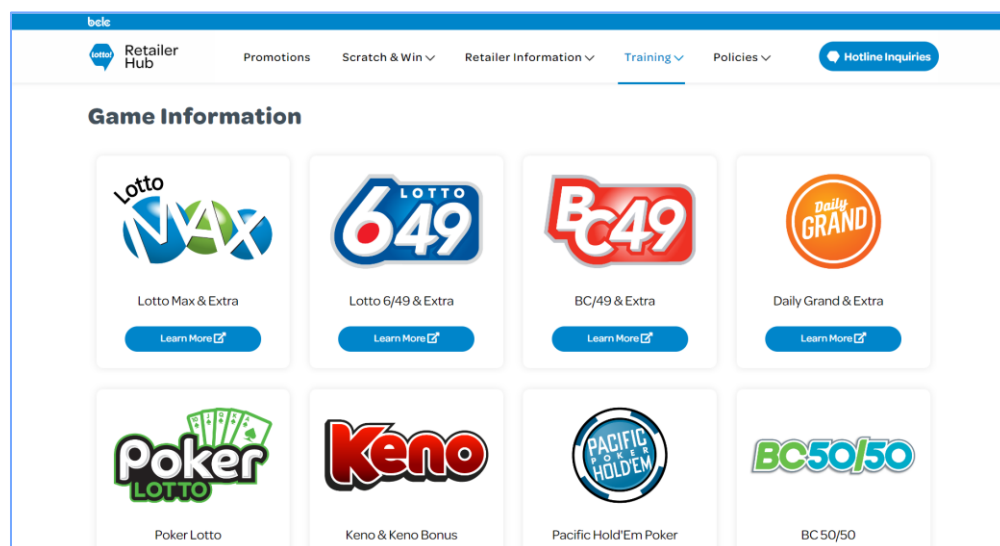 bclc
lotto!
Retailer
Hub
Promotions
Scratch & Win
Retailer Information
Training
Policies
Hotline Inquiries
Game Information
Lotto
MAX
LOTTO
649
BC49
Daily
GRAND
Lotto Max & Extra
Lotto 6/49 & Extra
BC/49 & Extra
Daily Grand & Extra
Learn More
Learn More
Learn More
Learn More
10 J Q K A
Poker
LOTTO
Keno
PACIFIC
POKER
HOLD'EM
BC50/50
Poker Lotto
Keno & Keno Bonus
Pacific Hold'Em Poker
BC 50/50